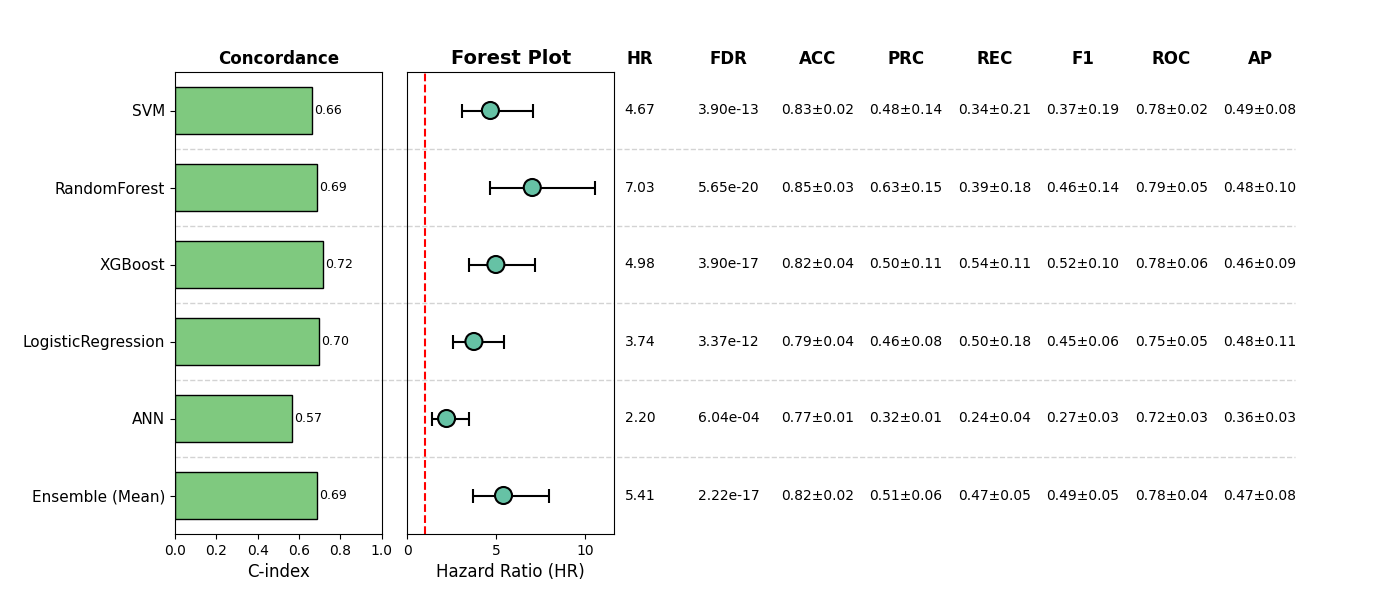 Concordance Forest Plot HR FDR ACC PRC REC F1 ROC AP
SVM 0.66 4.67 3.90e-13 0.83±0.02 0.48±0.14 0.34±0.21 0.37±0.19 0.78±0.02 0.49±0.08
RandomForest 0.69 7.03 5.65e-20 0.85±0.03 0.63±0.15 0.39±0.18 0.46±0.14 0.79±0.05 0.48±0.10
XGBoost 0.72 4.98 3.90e-17 0.82±0.04 0.50±0.11 0.54±0.11 0.52±0.10 0.78±0.06 0.46±0.09
LogisticRegression 0.70 3.74 3.37e-12 0.79±0.04 0.46±0.08 0.50±0.18 0.45±0.06 0.75±0.05 0.48±0.11
ANN 0.57 2.20 6.04e-04 0.77±0.01 0.32±0.01 0.24±0.04 0.27±0.03 0.72±0.03 0.36±0.03
Ensemble (Mean) 0.69 5.41 2.22e-17 0.82±0.02 0.51±0.06 0.47±0.05 0.49±0.05 0.78±0.04 0.47±0.08
0.0 0.2 0.4 0.6 0.8 1.0 0 5 10
C-index Hazard Ratio (HR)